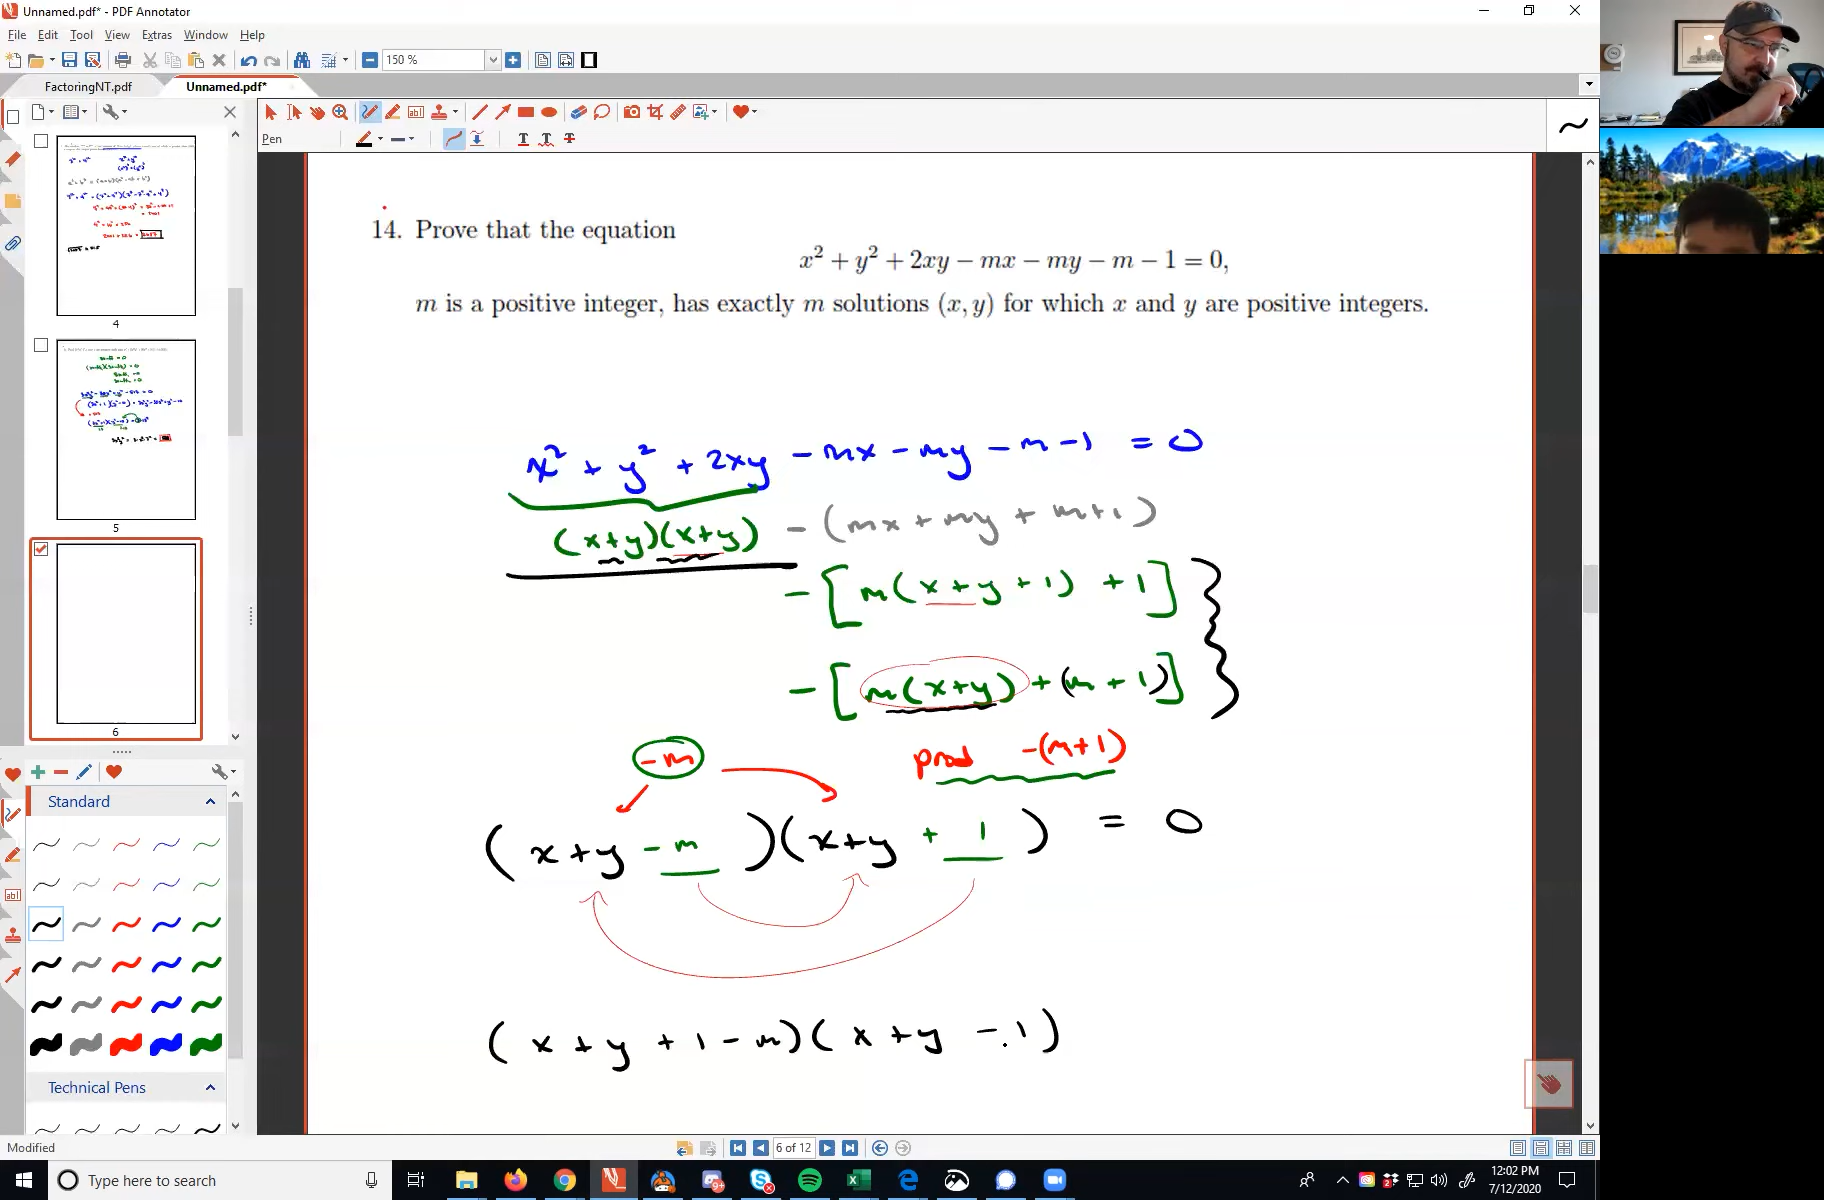 Unnamed.pdf* - PDF Annotator
File Edit Tool View Extras Window Help
150 %
FactoringNT.pdf Unnamed.pdf*
Pen
4
5
6
14. Prove that the equation
x² + y² + 2xy − mx − my − m − 1 = 0,
m is a positive integer, has exactly m solutions (x, y) for which x and y are positive integers.
x² + y² + 2xy − mx − my − m − 1 = 0
(x+y)(x+y) − (mx + my + m+1)
− [m(x + y + 1) + 1]
− [m(x+y) + (m + 1)]
−m prod −(m+1)
(x + y − m)(x+y + 1) = 0
(x + y + 1 − m)(x + y − 1)
Standard
Technical Pens
Modified
6 of 12
Type here to search
12:02 PM
7/12/2020